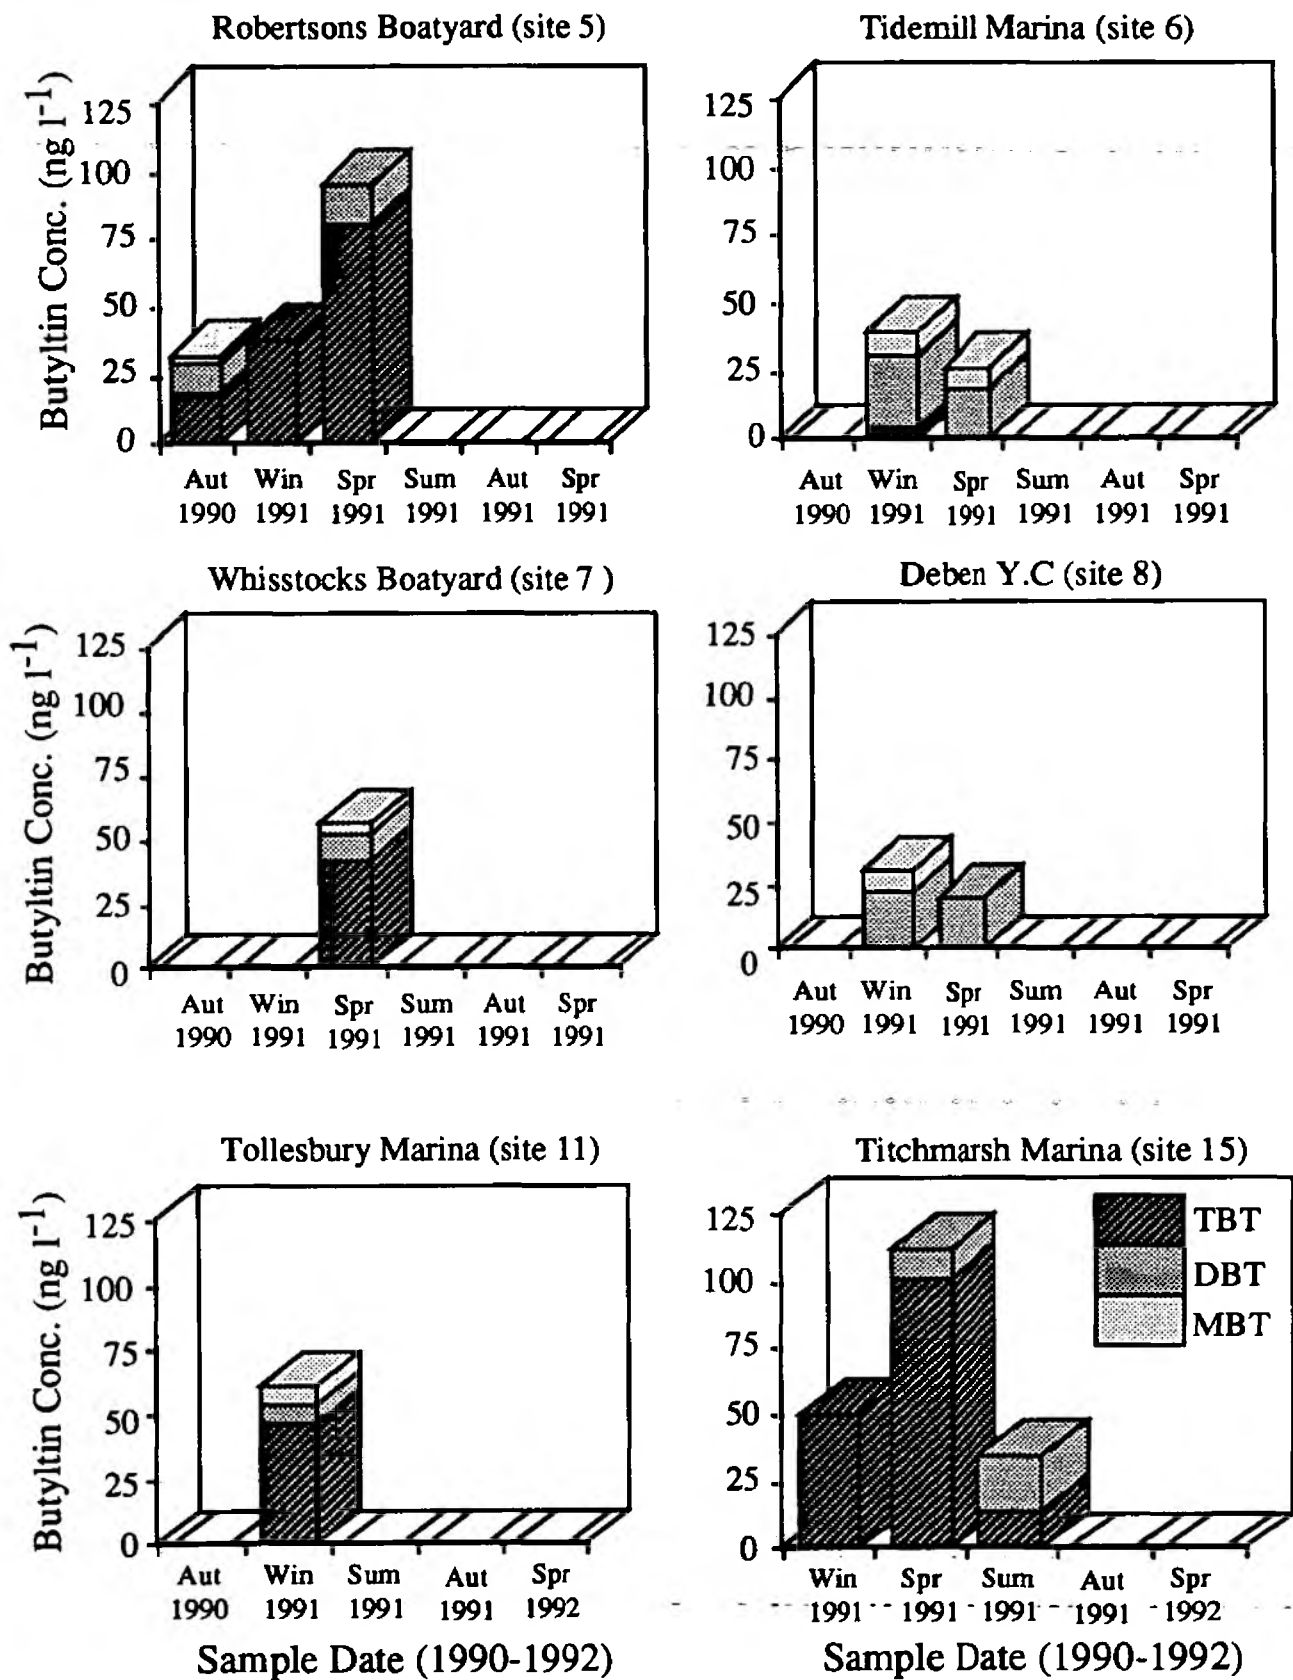 Robertsons Boatyard (site 5)
Butyltin Conc. (ng l⁻¹)
125
100
75
50
25
0
Aut Win Spr Sum Aut Spr
1990 1991 1991 1991 1991 1991
Tidemill Marina (site 6)
125
100
75
50
25
0
Aut Win Spr Sum Aut Spr
1990 1991 1991 1991 1991 1991
Whisstocks Boatyard (site 7 )
Butyltin Conc. (ng l⁻¹)
125
100
75
50
25
0
Aut Win Spr Sum Aut Spr
1990 1991 1991 1991 1991 1991
Deben Y.C (site 8)
125
100
75
50
25
0
Aut Win Spr Sum Aut Spr
1990 1991 1991 1991 1991 1991
Tollesbury Marina (site 11)
Butyltin Conc. (ng l⁻¹)
125
100
75
50
25
0
Aut Win Sum Aut Spr
1990 1991 1991 1991 1992
Sample Date (1990-1992)
Titchmarsh Marina (site 15)
125
100
75
50
25
0
TBT
DBT
MBT
Win Spr Sum Aut Spr
1991 1991 1991 1991 1992
Sample Date (1990-1992)